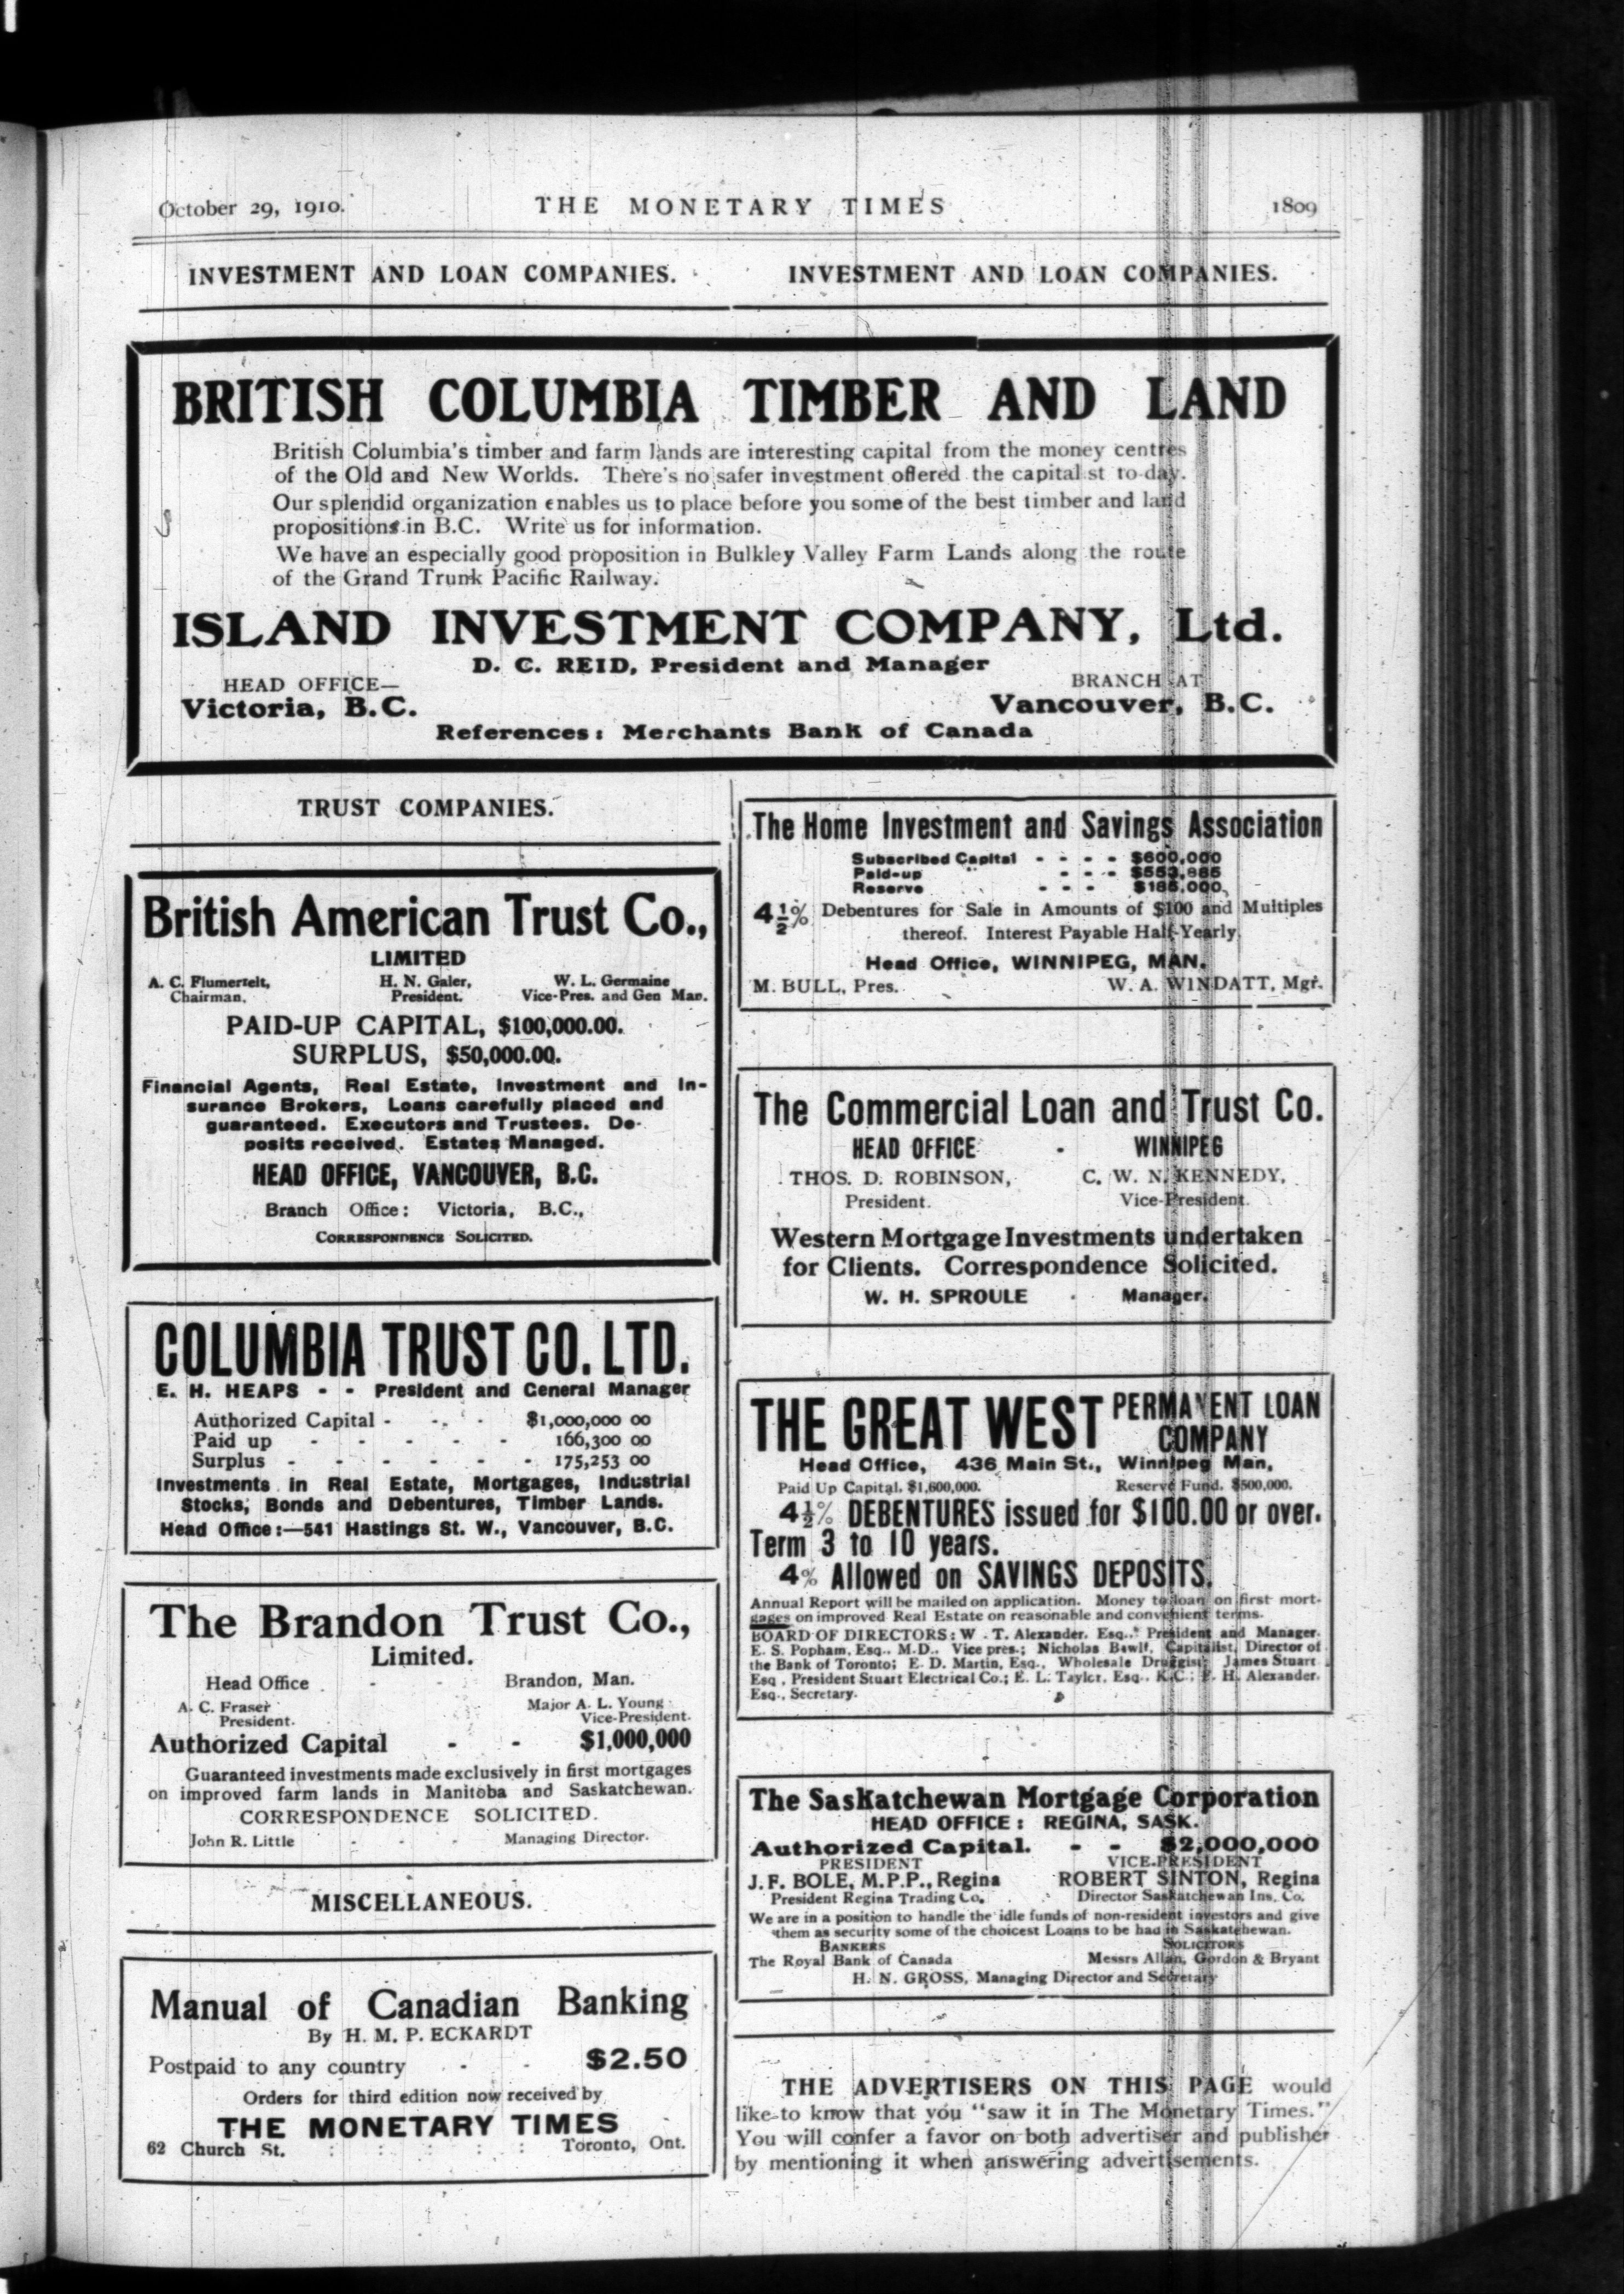 October 29, 1910.
THE MONETARY TIMES
1809
INVESTMENT AND LOAN COMPANIES.
INVESTMENT AND LOAN COMPANIES.
BRITISH COLUMBIA TIMBER AND LAND
British Columbia's timber and farm lands are interesting capital from the money centres
of the Old and New Worlds. There's no safer investment offered the capital st to-day.
Our splendid organization enables us to place before you some of the best timber and land
propositions in B.C. Write us for information.
We have an especially good proposition in Bulkley Valley Farm Lands along the route
of the Grand Trunk Pacific Railway.
ISLAND INVESTMENT COMPANY, Ltd.
D. C. REID, President and Manager
HEAD OFFICE—
Victoria, B.C.
BRANCH AT
Vancouver, B.C.
References: Merchants Bank of Canada
TRUST COMPANIES.
British American Trust Co.,
LIMITED
A. C. Flumerfelt, H. N. Galer, W. L. Germaine
Chairman. President. Vice-Pres. and Gen Man.
PAID-UP CAPITAL, $100,000.00.
SURPLUS, $50,000.00.
Financial Agents, Real Estate, Investment and In-
surance Brokers, Loans carefully placed and
guaranteed. Executors and Trustees. De-
posits received. Estates Managed.
HEAD OFFICE, VANCOUVER, B.C.
Branch Office: Victoria, B.C.,
CORRESPONDENCE SOLICITED.
COLUMBIA TRUST CO. LTD.
E. H. HEAPS - - President and General Manager
Authorized Capital - - - $1,000,000 00
Paid up - - - - - 166,300 00
Surplus - - - - - - 175,253 00
Investments in Real Estate, Mortgages, Industrial
Stocks, Bonds and Debentures, Timber Lands.
Head Office:—541 Hastings St. W., Vancouver, B.C.
The Brandon Trust Co.,
Limited.
Head Office - - Brandon, Man.
A. C. Fraser Major A. L. Young
President. Vice-President.
Authorized Capital - - $1,000,000
Guaranteed investments made exclusively in first mortgages
on improved farm lands in Manitoba and Saskatchewan.
CORRESPONDENCE SOLICITED.
John R. Little - - - Managing Director.
MISCELLANEOUS.
Manual of Canadian Banking
By H. M. P. ECKARDT
Postpaid to any country - - $2.50
Orders for third edition now received by
THE MONETARY TIMES
62 Church St. : : : : : Toronto, Ont.
The Home Investment and Savings Association
Subscribed Capital - - - - $600,000
Paid-up " - - -
Reserve - - -
4½% Debentures for Sale in Amounts of $100 and Multiples
thereof. Interest Payable Half-Yearly.
Head Office, WINNIPEG, MAN.
M. BULL, Pres. W. A. WINDATT, Mgr.
The Commercial Loan and Trust Co.
HEAD OFFICE - WINNIPEG
THOS. D. ROBINSON, C. W. N. KENNEDY,
President. Vice-President.
Western Mortgage Investments undertaken
for Clients. Correspondence Solicited.
W. H. SPROULE - Manager.
THE GREAT WEST PERMANENT LOAN
COMPANY
Head Office, 436 Main St., Winnipeg Man,
Paid Up Capital, $1,600,000. Reserve Fund, $500,000.
4½% DEBENTURES issued for $100.00 or over.
Term 3 to 10 years.
4% Allowed on SAVINGS DEPOSITS.
Annual Report will be mailed on application. Money to loan on first mort-
gages on improved Real Estate on reasonable and convenient terms.
BOARD OF DIRECTORS: W. T. Alexander, Esq., President and Manager.
E. S. Popham, Esq., M.D., Vice pres.; Nicholas Bawlf, Capitalist, Director of
the Bank of Toronto; E. D. Martin, Esq., Wholesale Druggist; James Stuart
Esq., President Stuart Electrical Co.; E. L. Taylor, Esq., K.C.; F. H. Alexander,
Esq., Secretary.
The Saskatchewan Mortgage Corporation
HEAD OFFICE: REGINA, SASK.
Authorized Capital. - - $2,000,000
PRESIDENT VICE-PRESIDENT
J. F. BOLE, M.P.P., Regina ROBERT SINTON, Regina
President Regina Trading Co. Director Saskatchewan Ins. Co.
We are in a position to handle the idle funds of non-resident investors and give
them as security some of the choicest Loans to be had in Saskatchewan.
BANKERS SOLICITORS
The Royal Bank of Canada Messrs Allan, Gordon & Bryant
H. N. GROSS, Managing Director and Secretary
THE ADVERTISERS ON THIS PAGE would
like to know that you "saw it in The Monetary Times."
You will confer a favor on both advertiser and publisher
by mentioning it when answering advertisements.